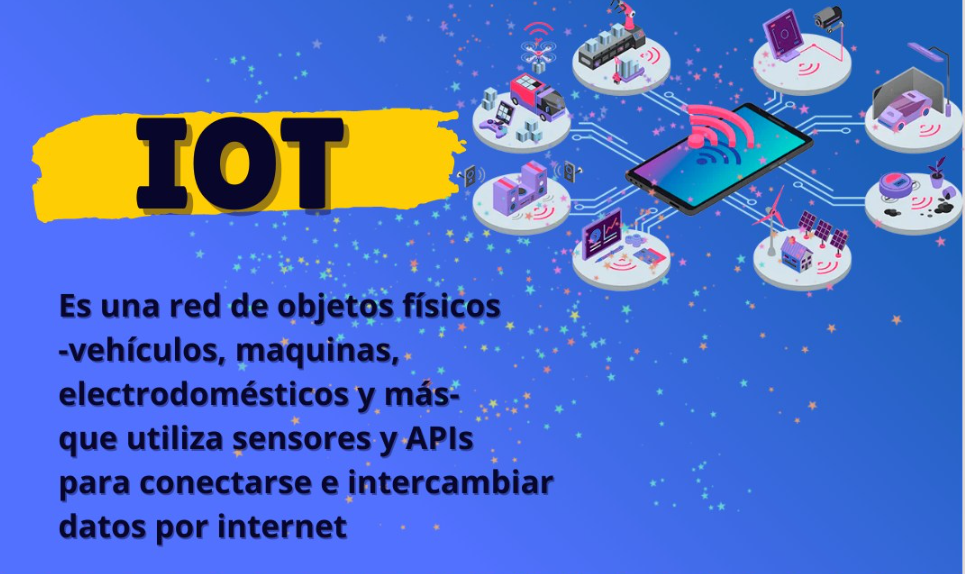 IOT
Es una red de objetos físicos
-vehículos, maquinas,
electrodomésticos y más-
que utiliza sensores y APIs
para conectarse e intercambiar
datos por internet